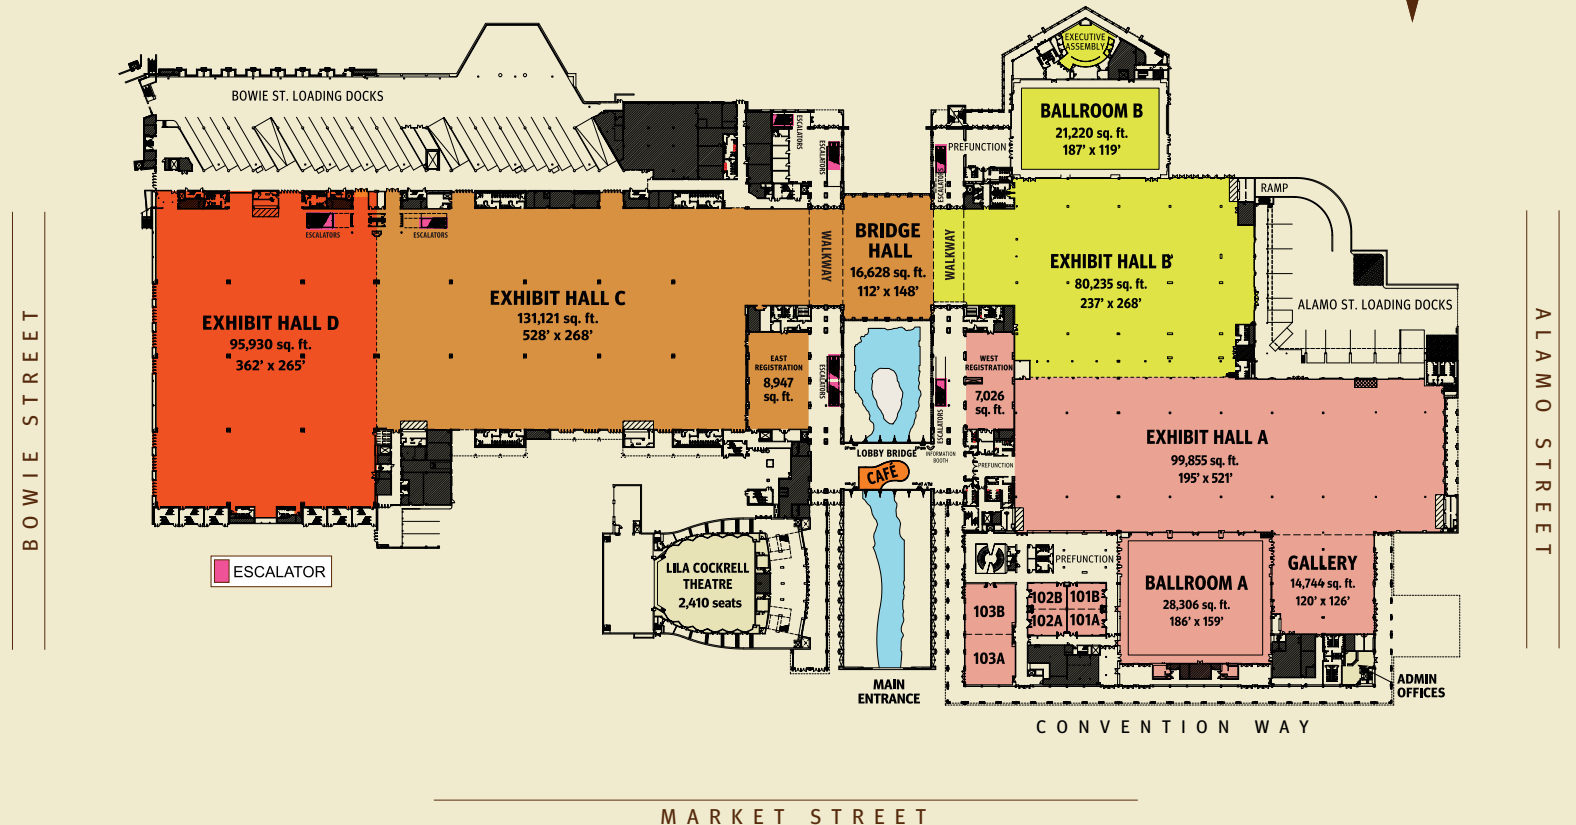 EXECUTIVE
ASSEMBLY
BOWIE ST. LOADING DOCKS
BALLROOM B
21,220 sq. ft.
187' x 119'
ESCALATORS
ESCALATORS
PREFUNCTION
ESCALATORS
RAMP
ESCALATORS
ESCALATORS
WALKWAY
BRIDGE
HALL
16,628 sq. ft.
112' x 148'
WALKWAY
EXHIBIT HALL B
80,235 sq. ft.
237' x 268'
EXHIBIT HALL C
131,121 sq. ft.
528' x 268'
ALAMO ST. LOADING DOCKS
EXHIBIT HALL D
95,930 sq. ft.
362' x 265'
BOWIE STREET
ALAMO STREET
EAST
REGISTRATION
8,947
sq. ft.
ESCALATORS
WEST
REGISTRATION
7,026
sq. ft.
ESCALATORS
EXHIBIT HALL A
99,855 sq. ft.
195' x 521'
LOBBY BRIDGE
INFORMATION
BOOTH
PREFUNCTION
CAFÉ
ESCALATOR
LILA COCKRELL
THEATRE
2,410 seats
PREFUNCTION
BALLROOM A
28,306 sq. ft.
186' x 159'
GALLERY
14,744 sq. ft.
120' x 126'
103B
102B
101B
102A
101A
103A
MAIN
ENTRANCE
ADMIN
OFFICES
CONVENTION WAY
MARKET STREET